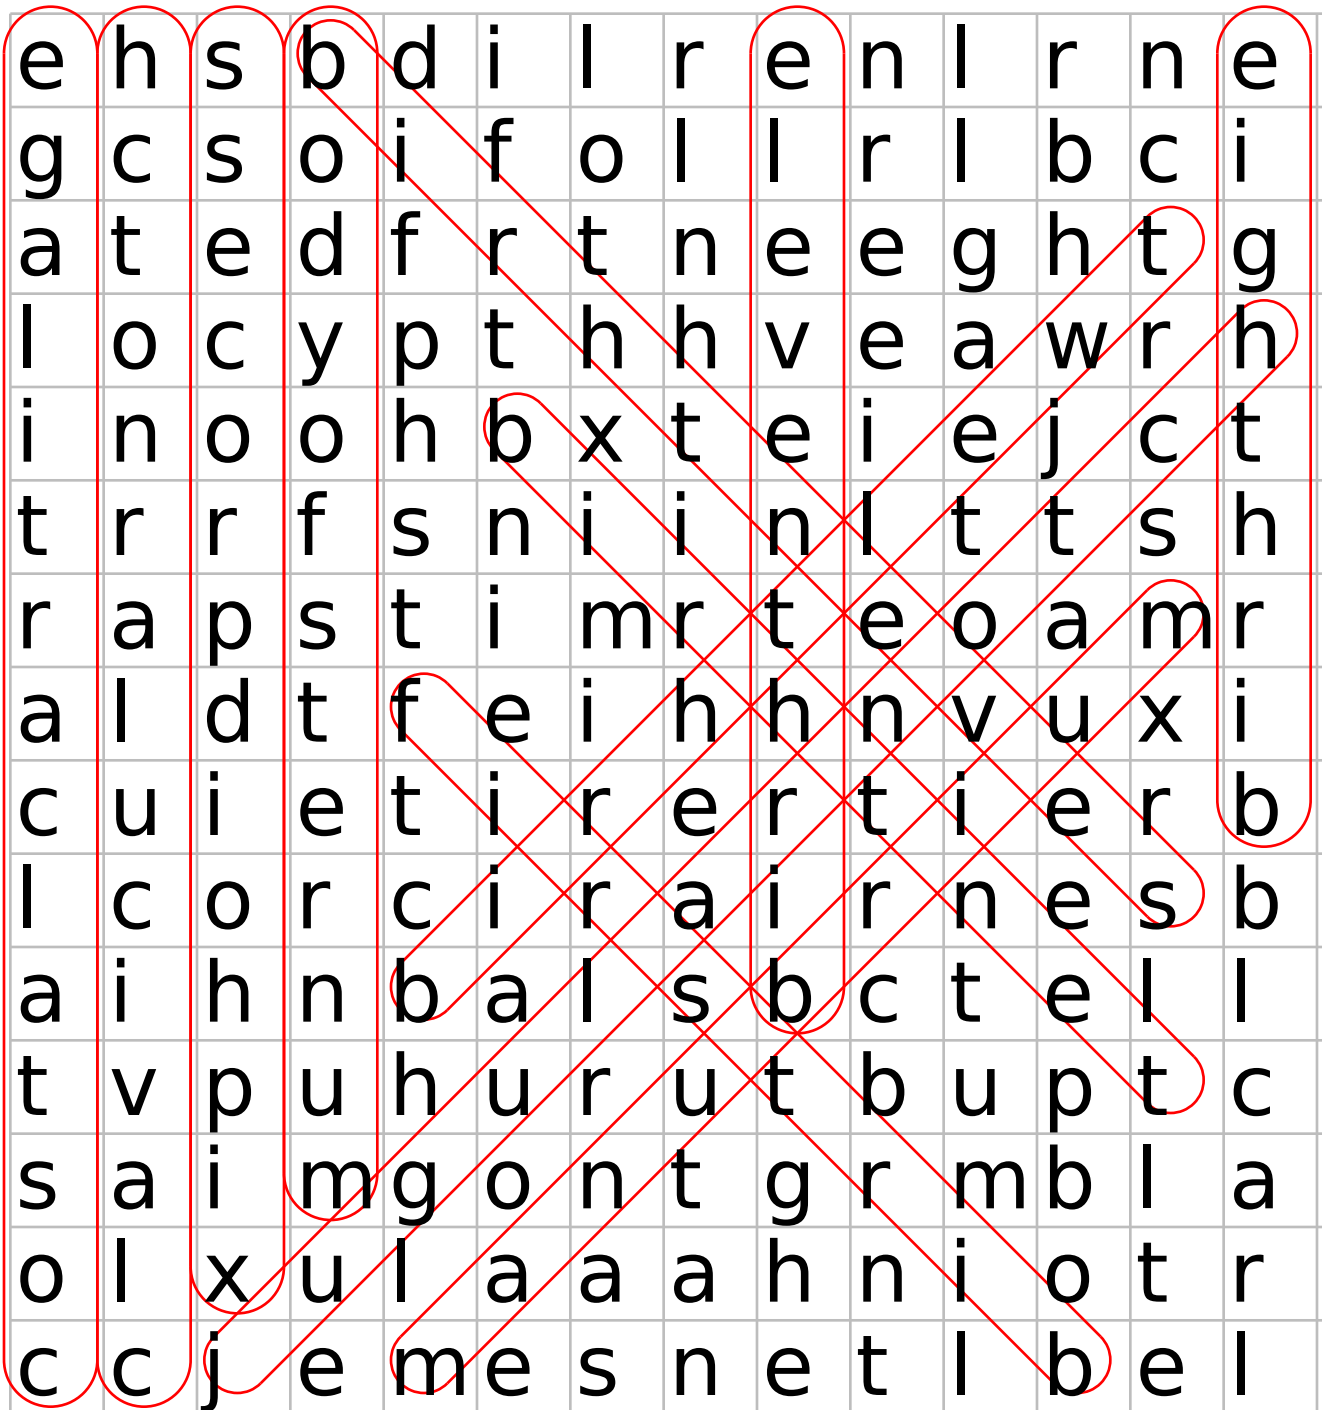 e h s b d i l r e n l r n e
g c s o i f o l l r l b c i
a t e d f r t n e e g h t g
l o c y p t h h v e a w r h
i n o o h b x t e i e j c t
t r r f s n i i n l t t s h
r a p s t i m r t e o a m r
a l d t f e i h h n v u x i
c u i e t i r e r t i e r b
l c o r c i r a i r n e s b
a i h n b a l s b c t e l l
t v p u h u r u t b u p t c
s a i m g o n t g r m b l a
o l x u l a a a h n i o t r
c c j e m e s n e t l b e l